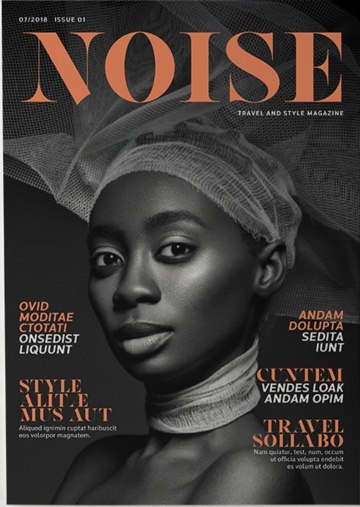 07/2018 ISSUE 01
NOISE
TRAVEL AND STYLE MAGAZINE
OVID
MODITAE
CTOTATI
ONSEDIST
LIQUUNT
STYLE
ALITÆ
MUS AUT
Aliquod ignimin cuptat haribuscit
eos volorpor magnatem.
ANDAM
DOLUPTA
SEDITA
IUNT
CUNTEM
VENDES LOAK
ANDAM OPIM
TRAVEL
SOLLABO
Nam quiatur, test, num, occum
ut officia volupta endebit
es volum ut dolora.